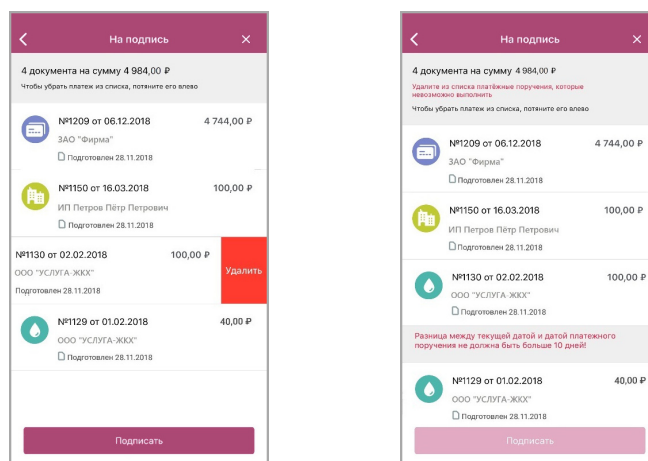 На подпись
4 документа на сумму 4 984,00 ₽
Чтобы убрать платеж из списка, потяните его влево
№1209 от 06.12.2018 4 744,00 ₽
ЗАО "Фирма"
Подготовлен 28.11.2018
№1150 от 16.03.2018 100,00 ₽
ИП Петров Пётр Петрович
Подготовлен 28.11.2018
№1130 от 02.02.2018 100,00 ₽
ООО "УСЛУГА-ЖКХ"
Подготовлен 28.11.2018
Удалить
№1129 от 01.02.2018 40,00 ₽
ООО "УСЛУГА-ЖКХ"
Подготовлен 28.11.2018
Подписать
На подпись
4 документа на сумму 4 984,00 ₽
Удалите из списка платёжные поручения, которые
невозможно выполнить
Чтобы убрать платеж из списка, потяните его влево
№1209 от 06.12.2018 4 744,00 ₽
ЗАО "Фирма"
Подготовлен 28.11.2018
№1150 от 16.03.2018 100,00 ₽
ИП Петров Пётр Петрович
Подготовлен 28.11.2018
№1130 от 02.02.2018 100,00 ₽
ООО "УСЛУГА-ЖКХ"
Подготовлен 28.11.2018
Разница между текущей датой и датой платежного
поручения не должна быть больше 10 дней!
№1129 от 01.02.2018 40,00 ₽
ООО "УСЛУГА-ЖКХ"
Подготовлен 28.11.2018
Подписать